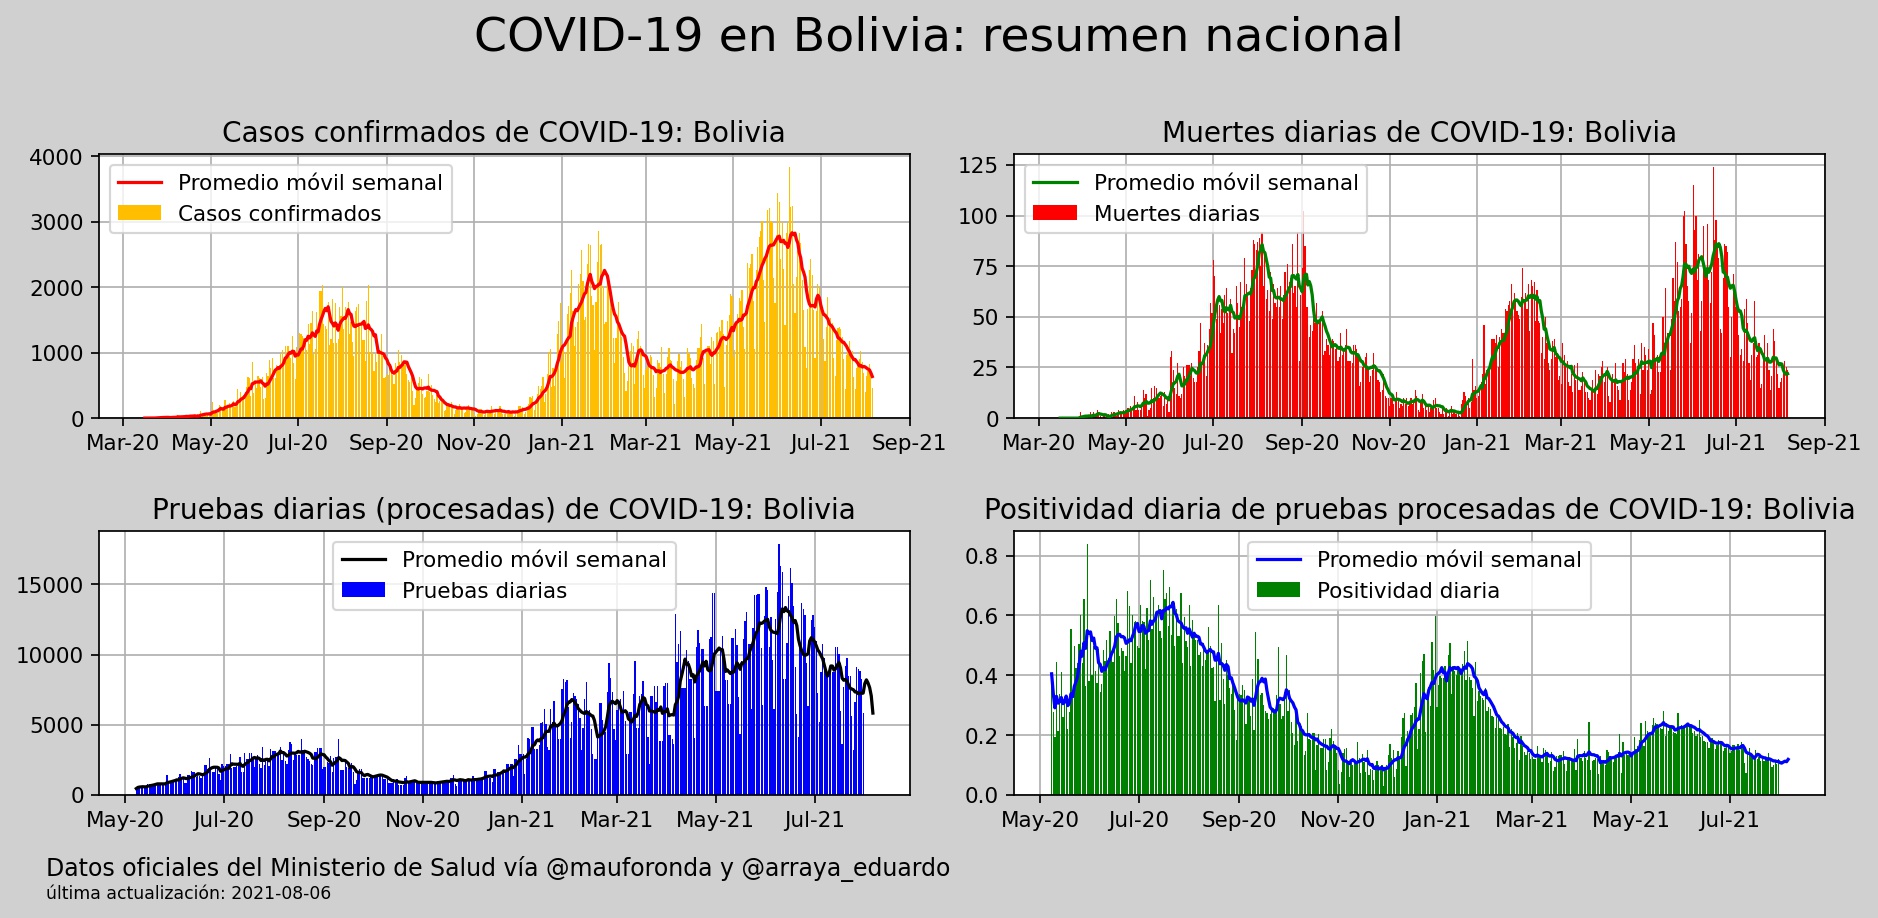 COVID-19 en Bolivia: resumen nacional
Casos confirmados de COVID-19: Bolivia
4000
3000
2000
1000
0
Promedio móvil semanal
Casos confirmados
Mar-20 May-20 Jul-20 Sep-20 Nov-20 Jan-21 Mar-21 May-21 Jul-21 Sep-21
Muertes diarias de COVID-19: Bolivia
125
100
75
50
25
0
Promedio móvil semanal
Muertes diarias
Mar-20 May-20 Jul-20 Sep-20 Nov-20 Jan-21 Mar-21 May-21 Jul-21 Sep-21
Pruebas diarias (procesadas) de COVID-19: Bolivia
15000
10000
5000
0
Promedio móvil semanal
Pruebas diarias
May-20 Jul-20 Sep-20 Nov-20 Jan-21 Mar-21 May-21 Jul-21
Positividad diaria de pruebas procesadas de COVID-19: Bolivia
0.8
0.6
0.4
0.2
0.0
Promedio móvil semanal
Positividad diaria
May-20 Jul-20 Sep-20 Nov-20 Jan-21 Mar-21 May-21 Jul-21
Datos oficiales del Ministerio de Salud vía @mauforonda y @arraya_eduardo
última actualización: 2021-08-06